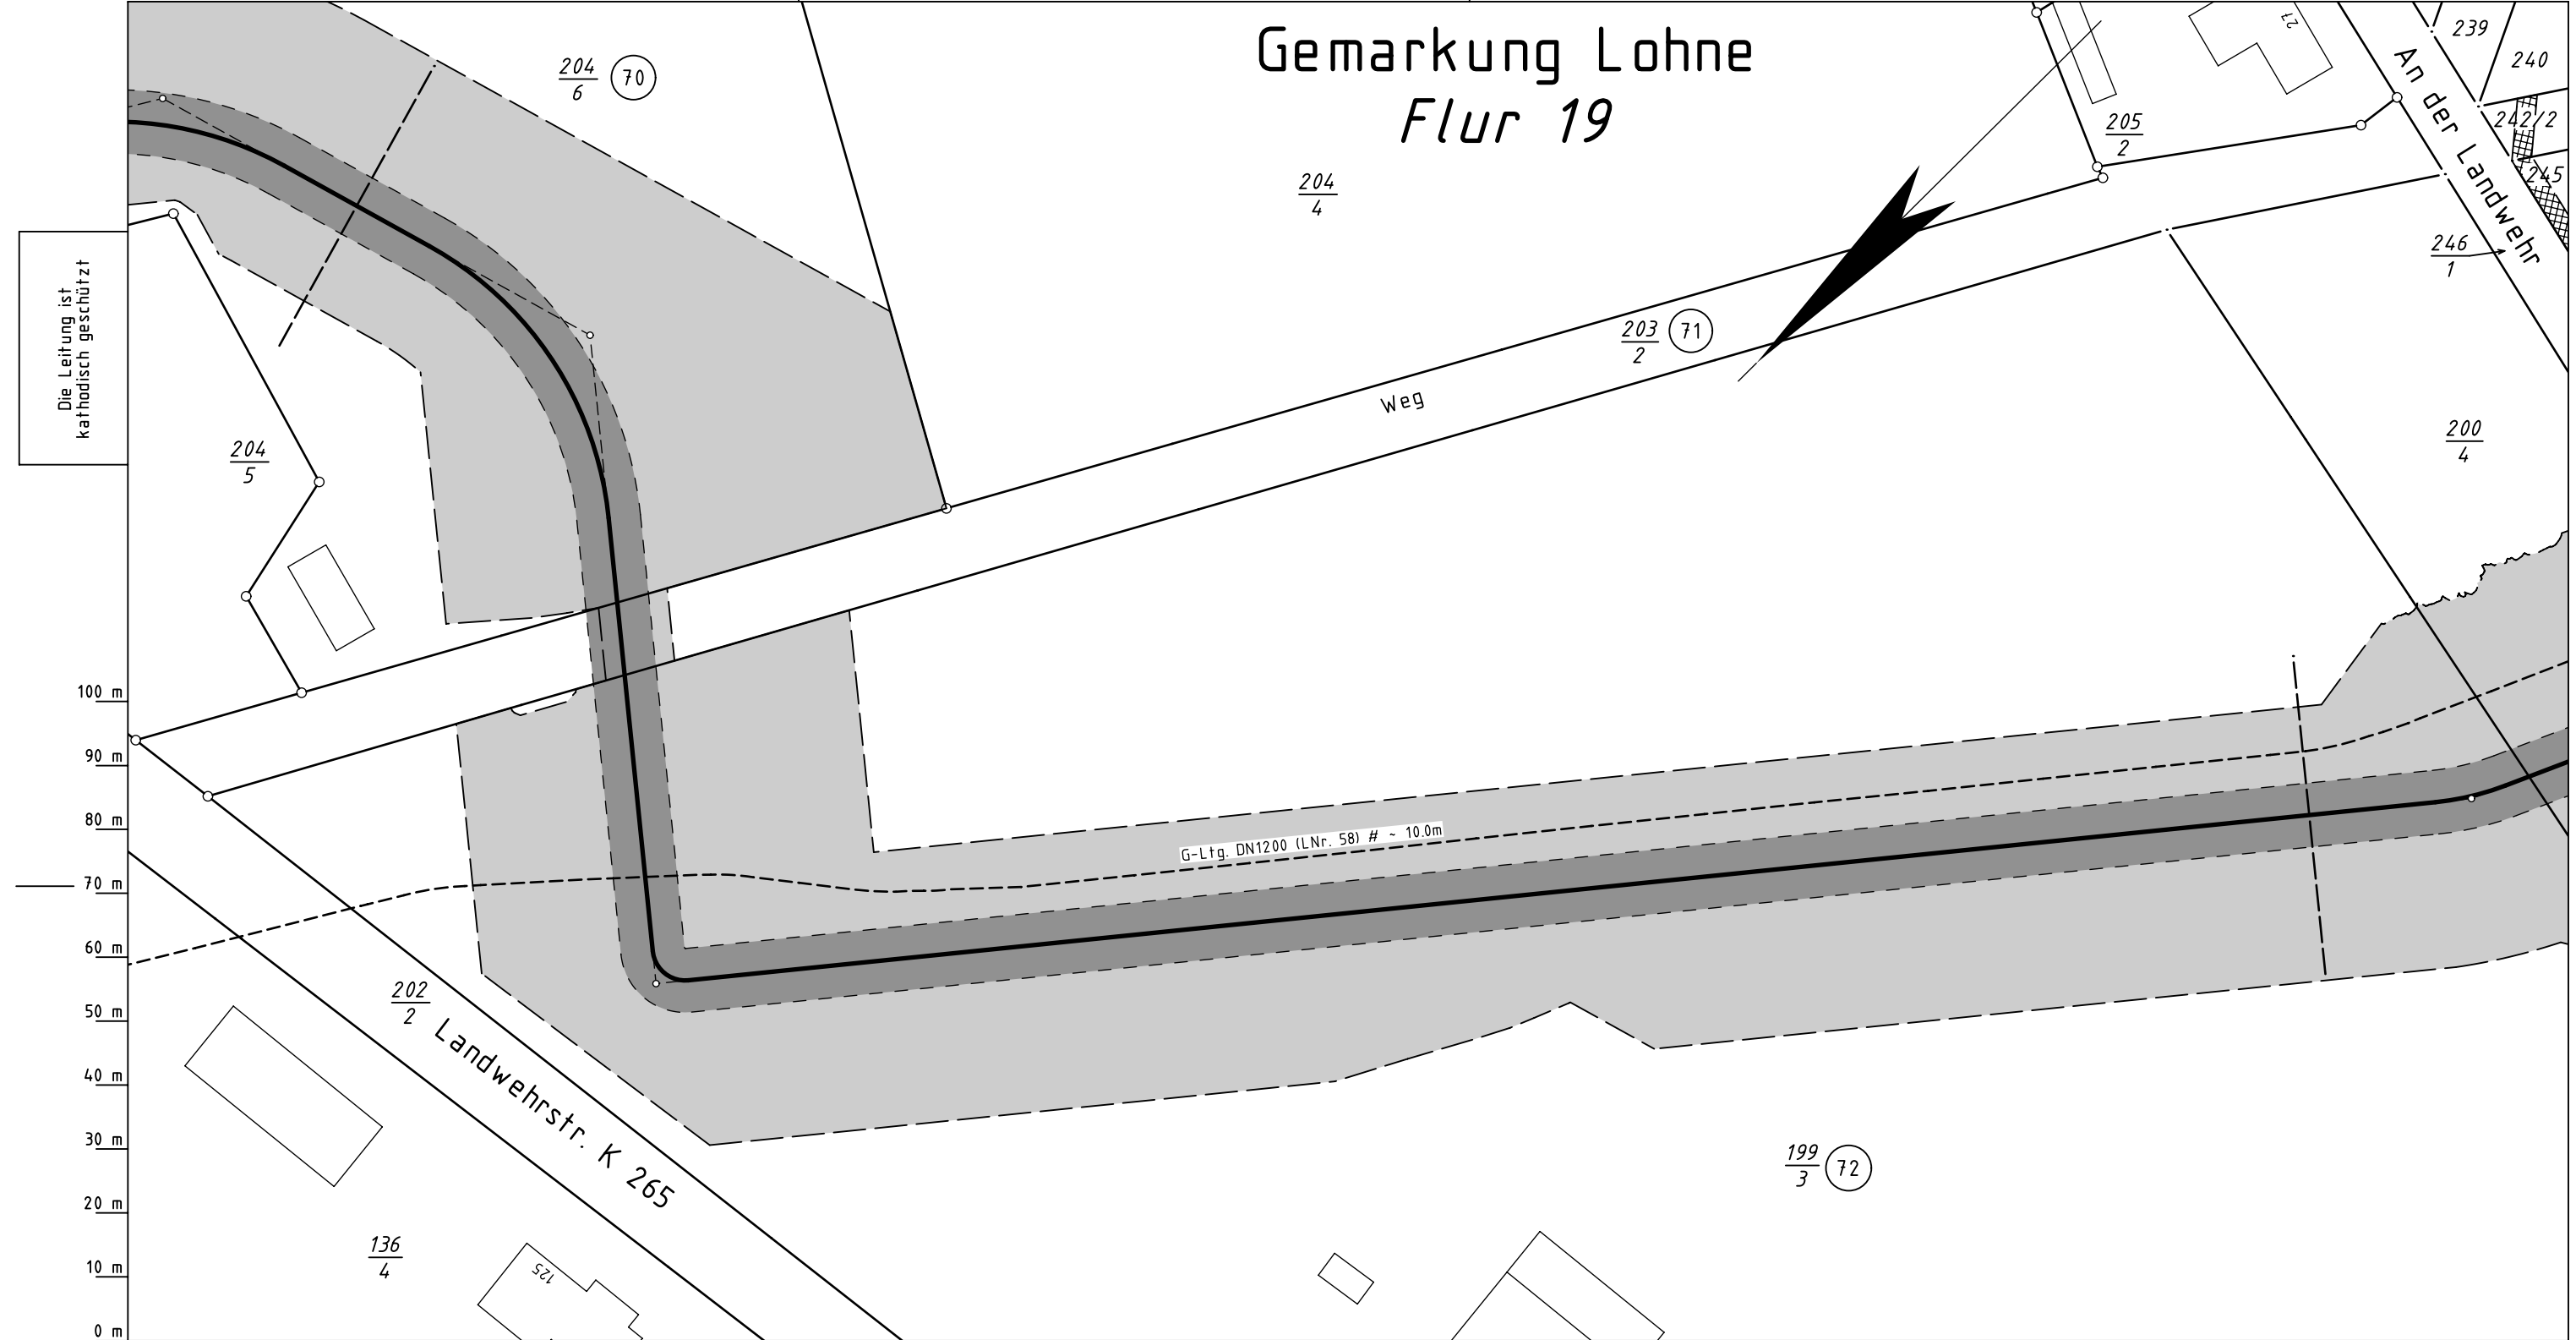 Gemarkung Lohne
Flur 19
204
6
70
204
4
205
2
27
239
240
242/2
245
246
1
An der Landwehr
Die Leitung ist
kathodisch geschützt
204
5
203
2
71
Weg
200
4
G-Ltg. DN1200 (LNr. 58) # ~ 10.0m
202
2
Landwehrstr. K 265
199
3
72
136
4
125
100 m
90 m
80 m
70 m
60 m
50 m
40 m
30 m
20 m
10 m
0 m